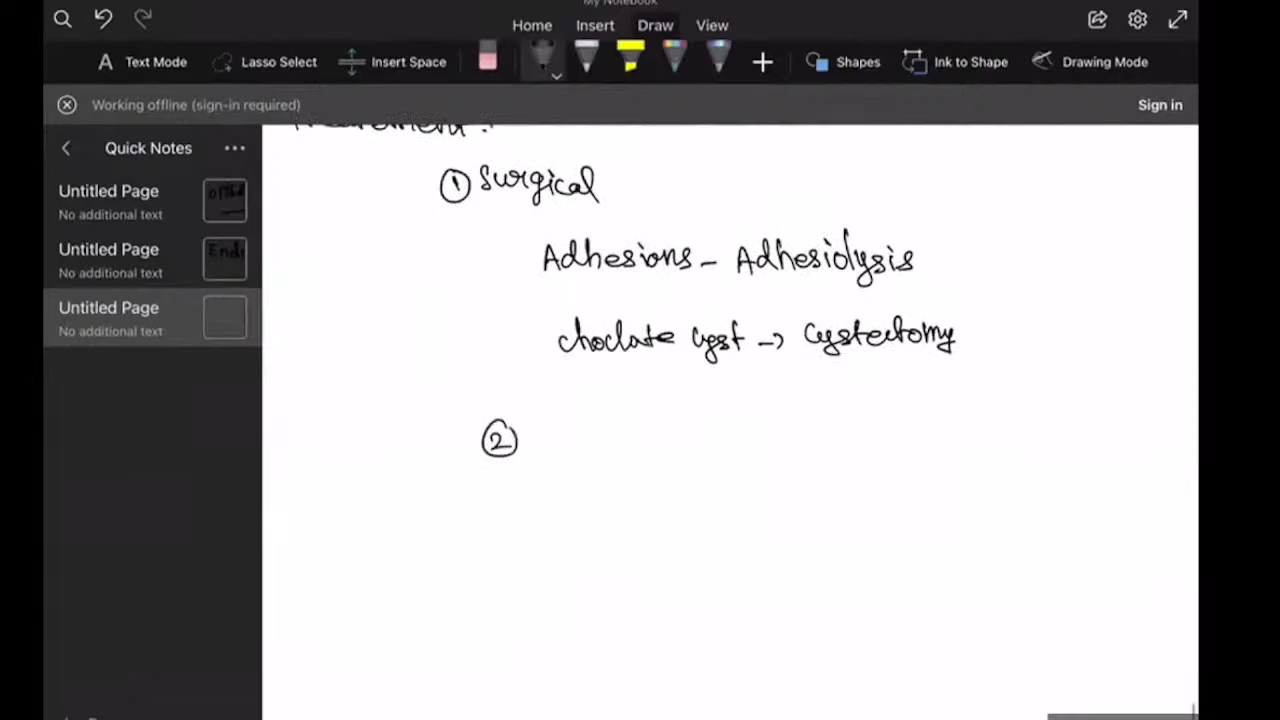 My Notebook
Home Insert Draw View
Text Mode Lasso Select Insert Space Shapes Ink to Shape Drawing Mode
Working offline (sign-in required) Sign in
Quick Notes
Untitled Page
No additional text
Untitled Page
No additional text
Untitled Page
No additional text
① Surgical
Adhesions - Adhesiolysis
Choclate Cyst → Cystectomy
②